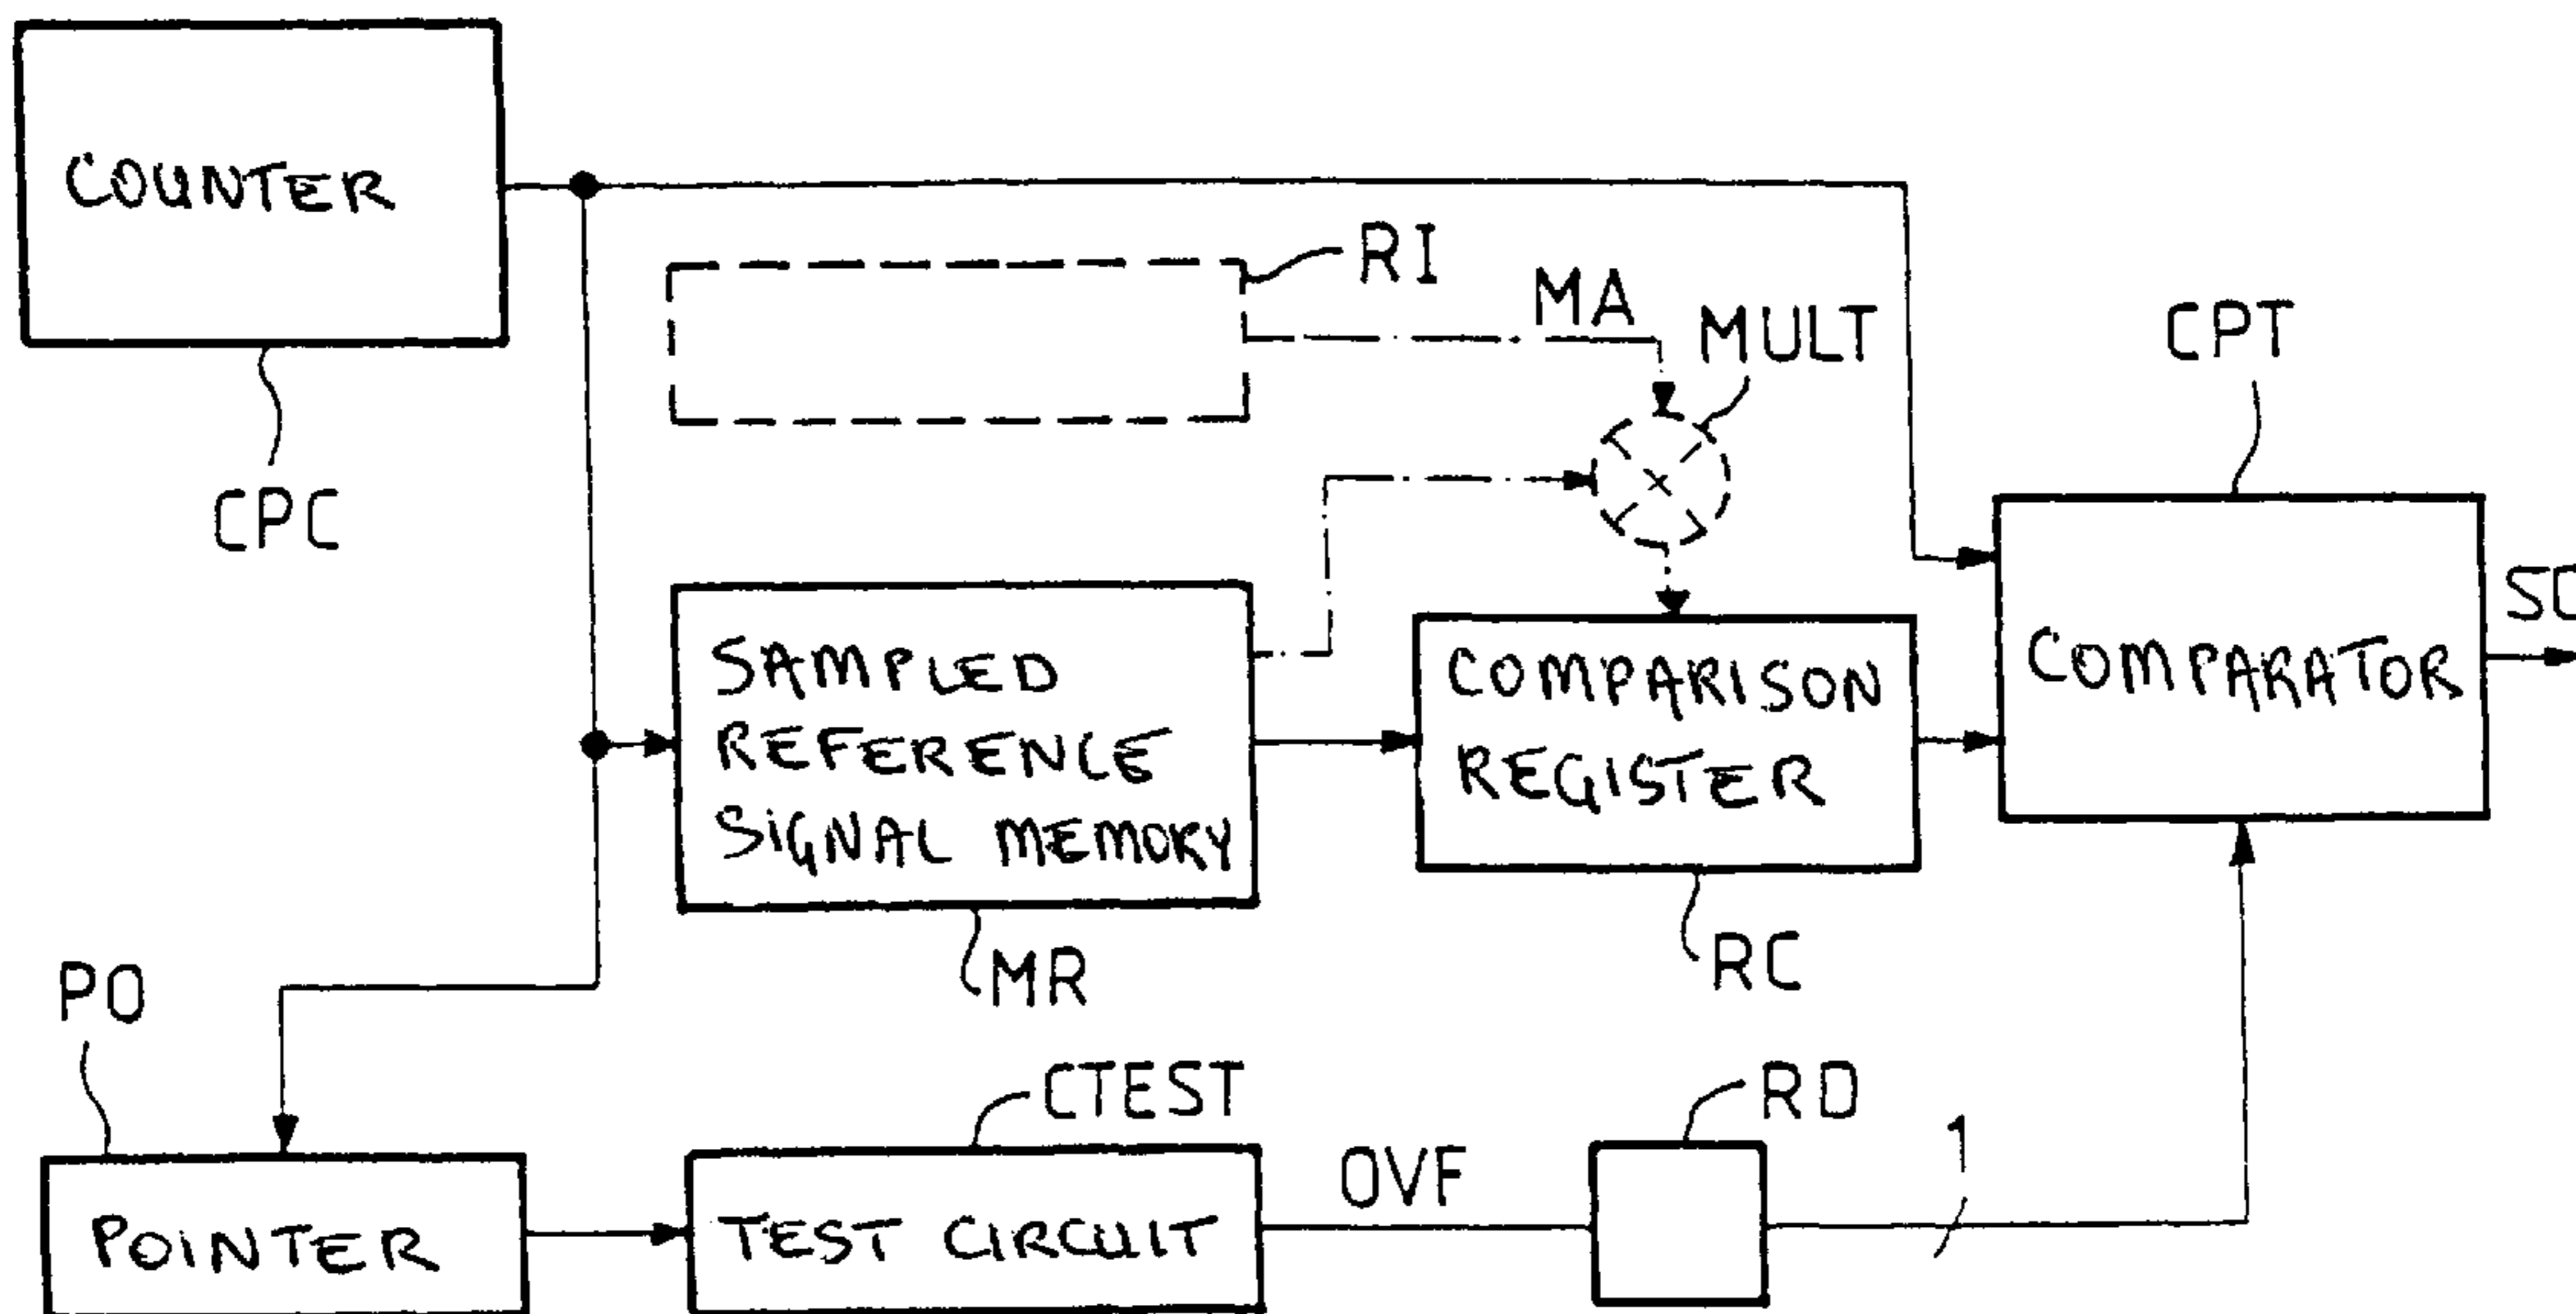 COUNTER
CPC
RI
MA
MULT
CPT
SAMPLED
REFERENCE
SIGNAL MEMORY
MR
COMPARISON
REGISTER
RC
COMPARATOR
PO
POINTER
CTEST
TEST CIRCUIT
OVF
RD
1